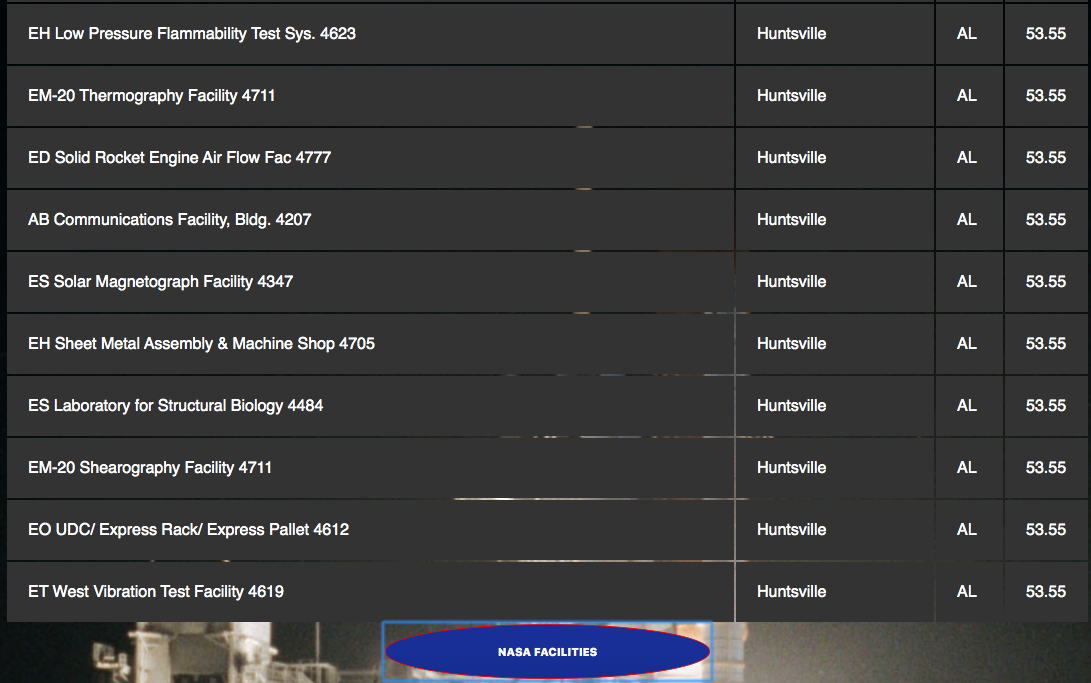 EH Low Pressure Flammability Test Sys. 4623 Huntsville AL 53.55
EM-20 Thermography Facility 4711 Huntsville AL 53.55
ED Solid Rocket Engine Air Flow Fac 4777 Huntsville AL 53.55
AB Communications Facility, Bldg. 4207 Huntsville AL 53.55
ES Solar Magnetograph Facility 4347 Huntsville AL 53.55
EH Sheet Metal Assembly & Machine Shop 4705 Huntsville AL 53.55
ES Laboratory for Structural Biology 4484 Huntsville AL 53.55
EM-20 Shearography Facility 4711 Huntsville AL 53.55
EO UDC/ Express Rack/ Express Pallet 4612 Huntsville AL 53.55
ET West Vibration Test Facility 4619 Huntsville AL 53.55
NASA FACILITIES